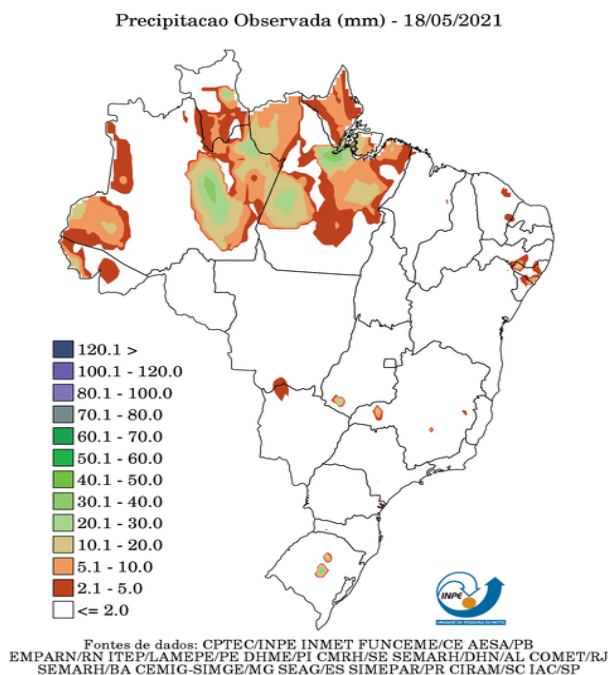 Precipitacao Observada (mm) - 18/05/2021
120.1 >
100.1 - 120.0
80.1 - 100.0
70.1 - 80.0
60.1 - 70.0
50.1 - 60.0
40.1 - 50.0
30.1 - 40.0
20.1 - 30.0
10.1 - 20.0
5.1 - 10.0
2.1 - 5.0
<= 2.0
INPE
Fontes de dados: CPTEC/INPE INMET FUNCEME/CE AESA/PB
EMPARN/RN ITEP/LAMEPE/PE DHME/PI CMRH/SE SEMARH/DHN/AL COMET/RJ
SEMARH/BA CEMIG-SIMGE/MG SEAG/ES SIMEPAR/PR CIRAM/SC IAC/SP